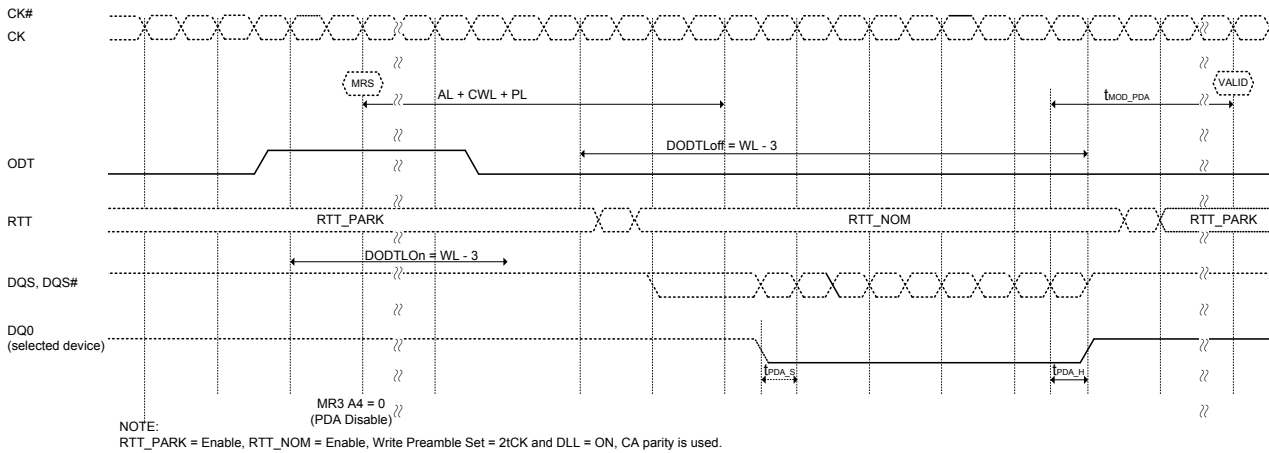 CK#
CK
MRS
VALID
AL + CWL + PL
tMOD_PDA
DODTLoff = WL - 3
ODT
RTT
RTT_PARK
RTT_NOM
RTT_PARK
DODTLOn = WL - 3
DQS, DQS#
DQ0
(selected device)
tPDA_S
tPDA_H
MR3 A4 = 0
(PDA Disable)
NOTE:
RTT_PARK = Enable, RTT_NOM = Enable, Write Preamble Set = 2tCK and DLL = ON, CA parity is used.